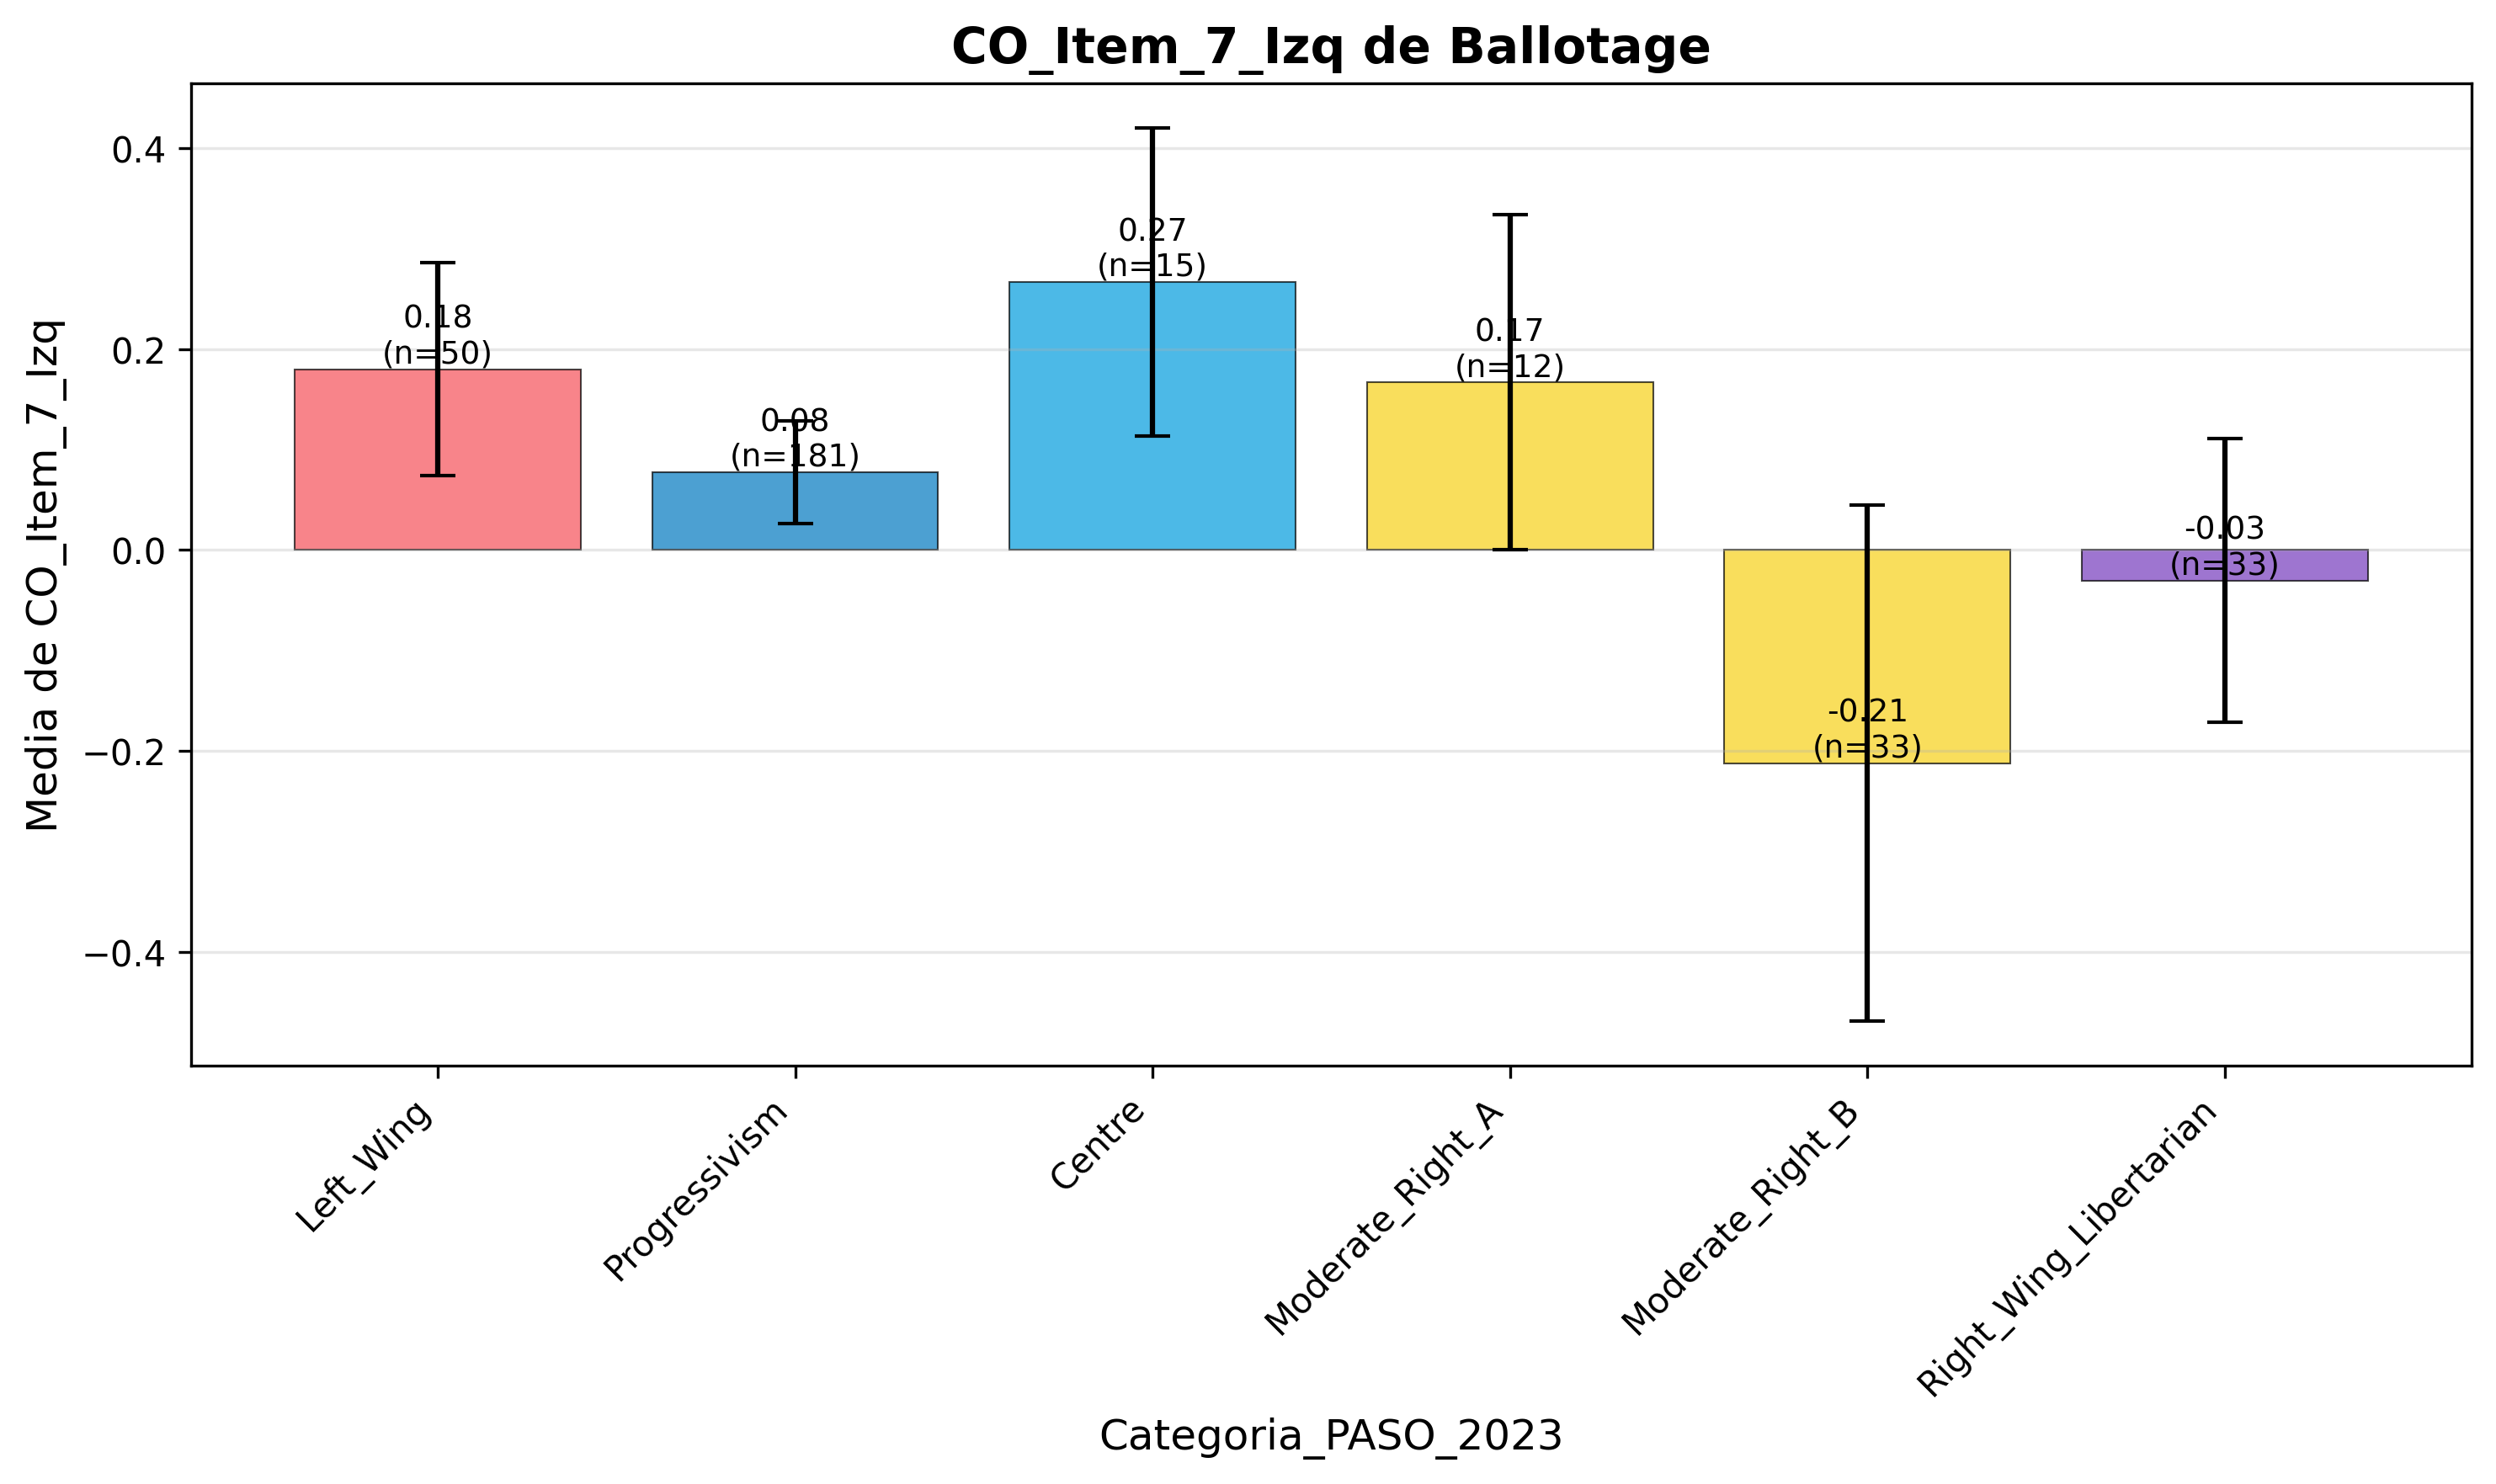 CO_Item_7_Izq de Ballotage
Media de CO_Item_7_Izq
0.4
0.2
0.0
−0.2
−0.4
0.18
(n=50)
0.08
(n=181)
0.27
(n=15)
0.17
(n=12)
-0.21
(n=33)
-0.03
(n=33)
Left_Wing
Progressivism
Centre
Moderate_Right_A
Moderate_Right_B
Right_Wing_Libertarian
Categoria_PASO_2023